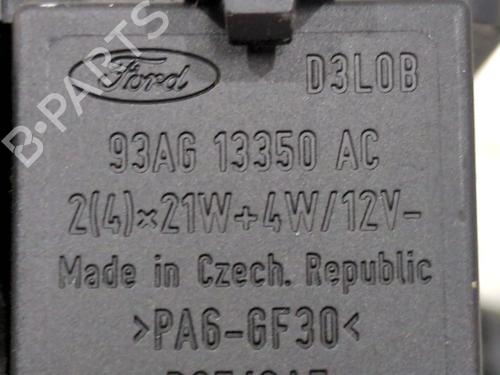 Ford D3L0B
93AG 13350 AC
2(4)×21W+4W/12V-
Made in Czech. Republic
>PA6-GF30<
B-PARTS